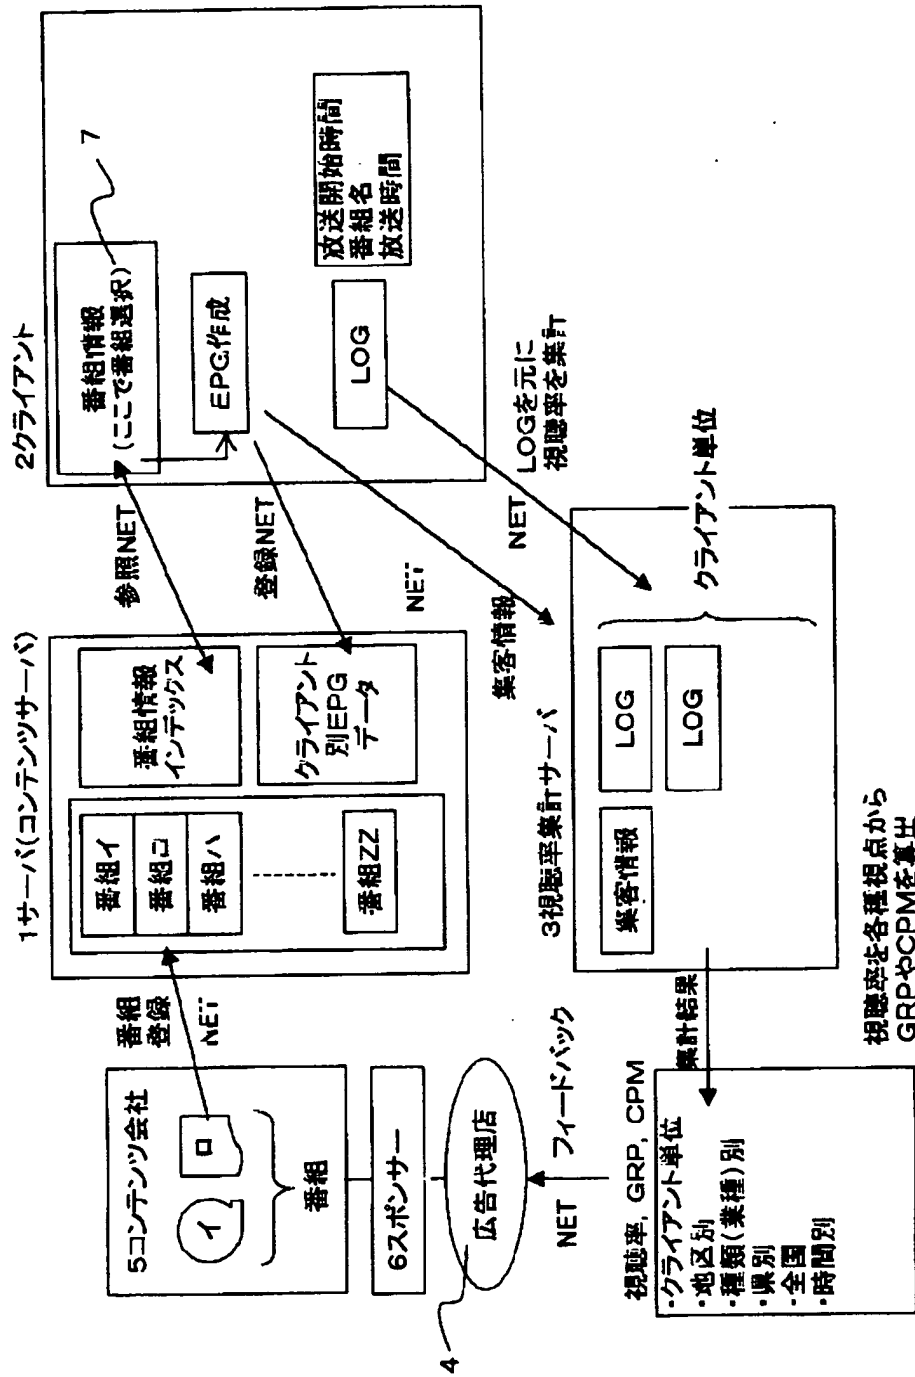 5コンテンツ会社
イ
ロ
番組
6スポンサー
広告代理店
4
番組
登録
NET
1サーバ(コンテンツサーバ)
番組イ
番組ロ
番組ハ
番組ZZ
番組情報
インデックス
クライアント
別EPG
データ
参照NET
登録NET
NET
集客情報
2クライアント
番組情報
(ここで番組選択)
7
EPG作成
LOG
放送開始時間
番組名
放送時間
NET
LOGを元に
視聴率を集計
3視聴率集計サーバ
集客情報
LOG
LOG
クライアント単位
集計結果
視聴率を各種視点から
GRPやCPMを算出
視聴率, GRP, CPM
・クライアント単位
・地区別
・種類(業種)別
・県別
・全国
・時間別
NET
フィードバック